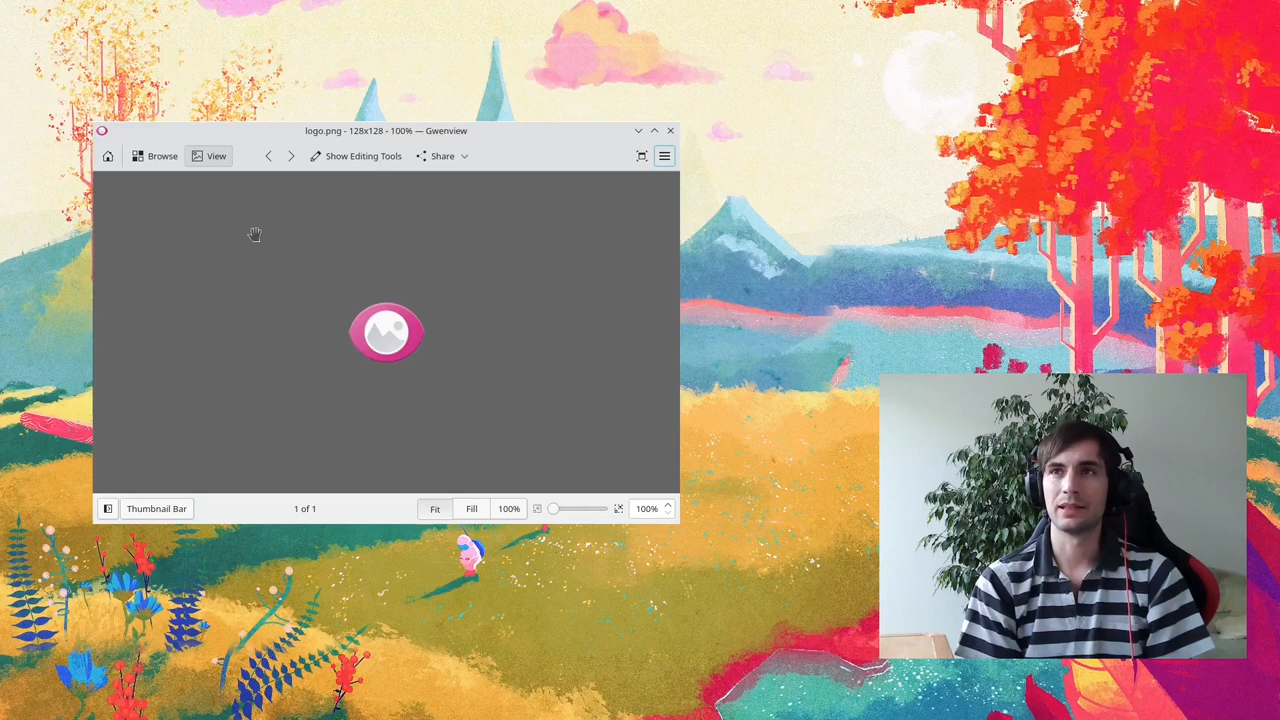 logo.png - 128x128 - 100% — Gwenview
Browse View Show Editing Tools Share
Thumbnail Bar 1 of 1 Fit Fill 100% 100%